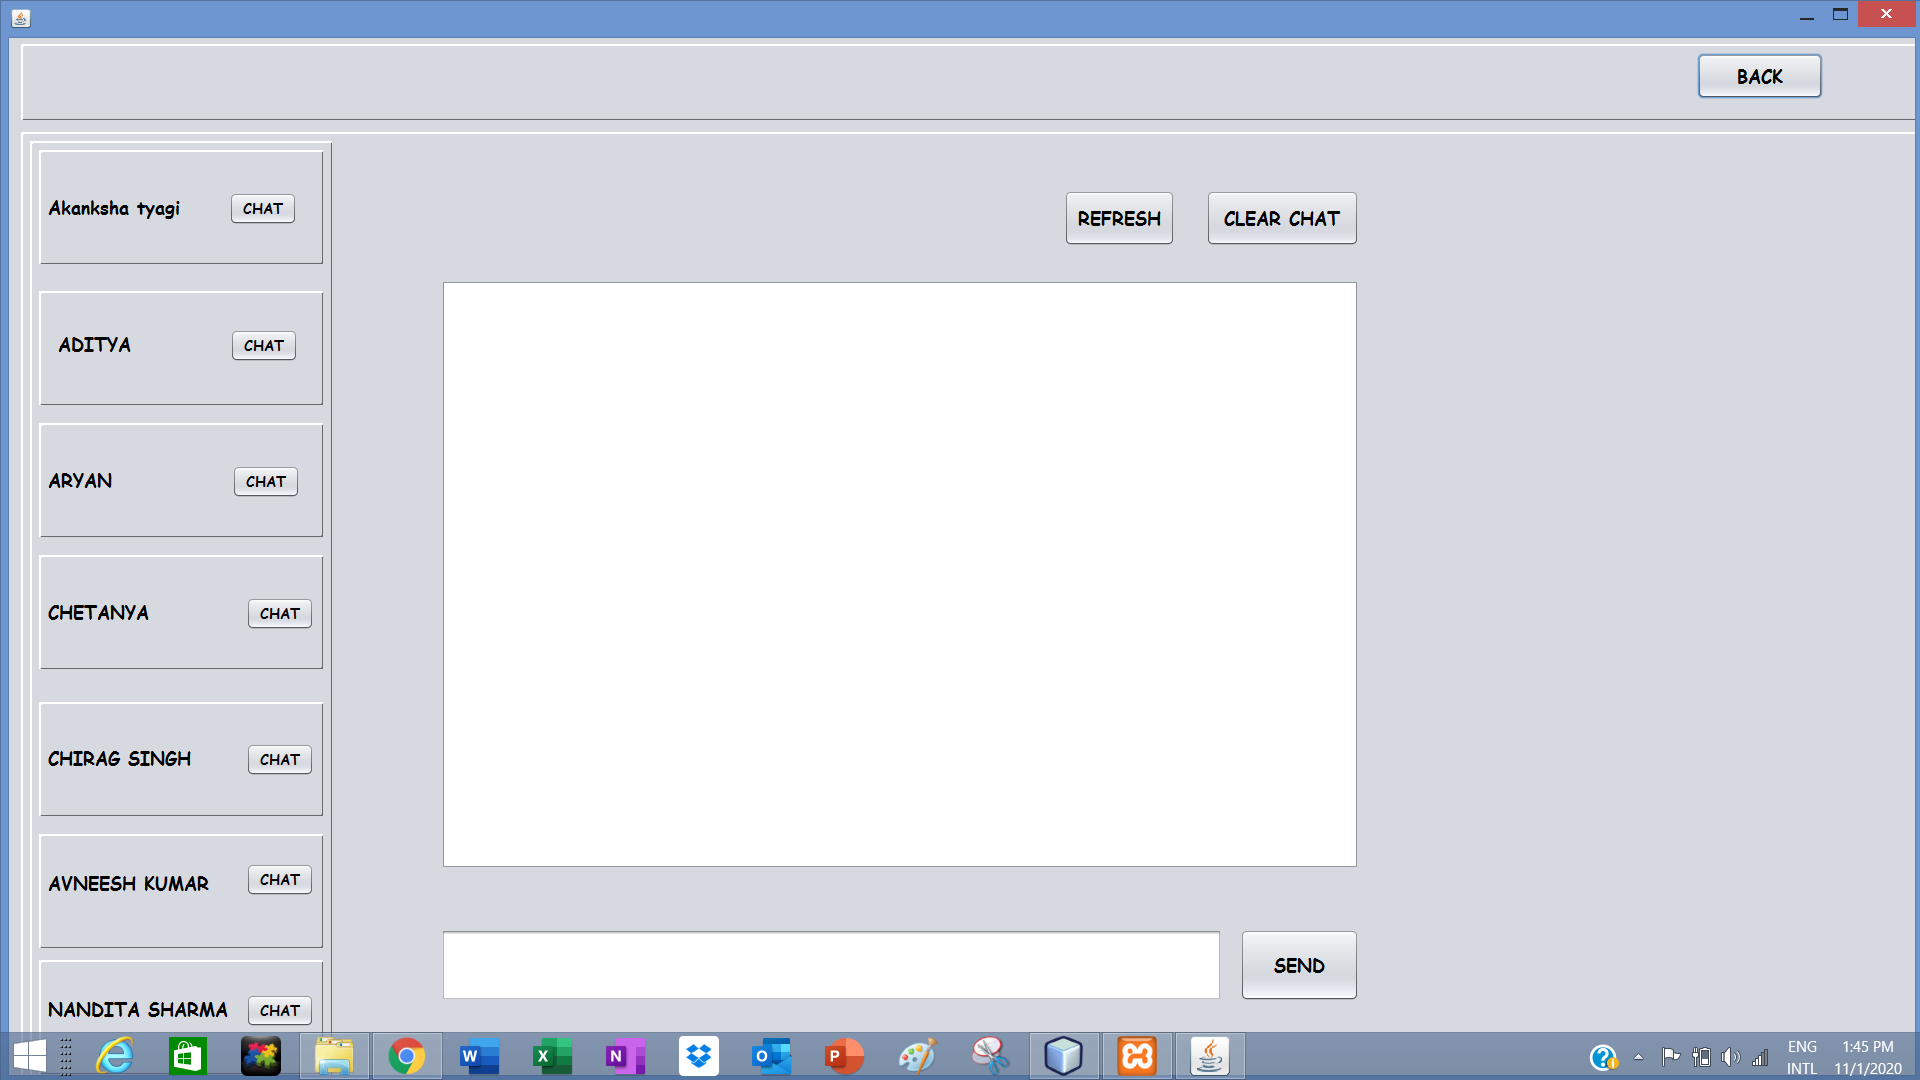 BACK
Akanksha tyagi CHAT
REFRESH CLEAR CHAT
ADITYA CHAT
ARYAN CHAT
CHETANYA CHAT
CHIRAG SINGH CHAT
AVNEESH KUMAR CHAT
SEND
NANDITA SHARMA CHAT
ENG 1:45 PM
INTL 11/1/2020